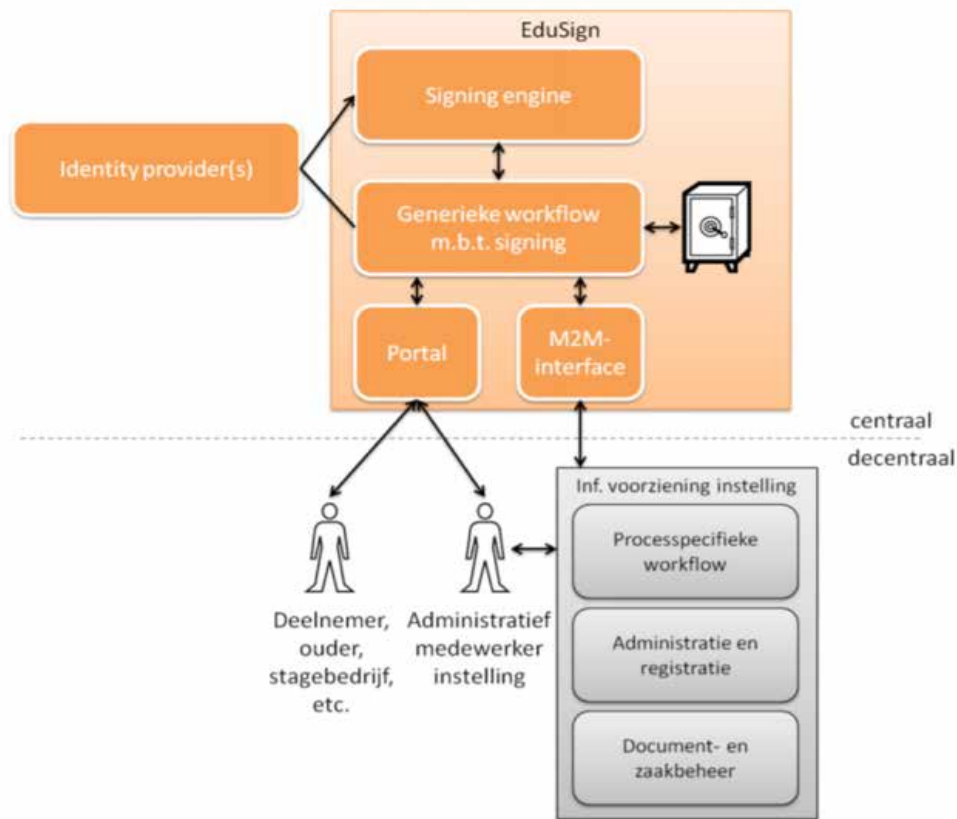 EduSign
Signing engine
Identity provider(s)
Generieke workflow
m.b.t. signing
Portal
M2M-
interface
centraal
decentraal
Inf. voorziening instelling
Processpecifieke
workflow
Administratie en
registratie
Document- en
zaakbeheer
Deelnemer,
ouder,
stagebedrijf,
etc.
Administratief
medewerker
instelling